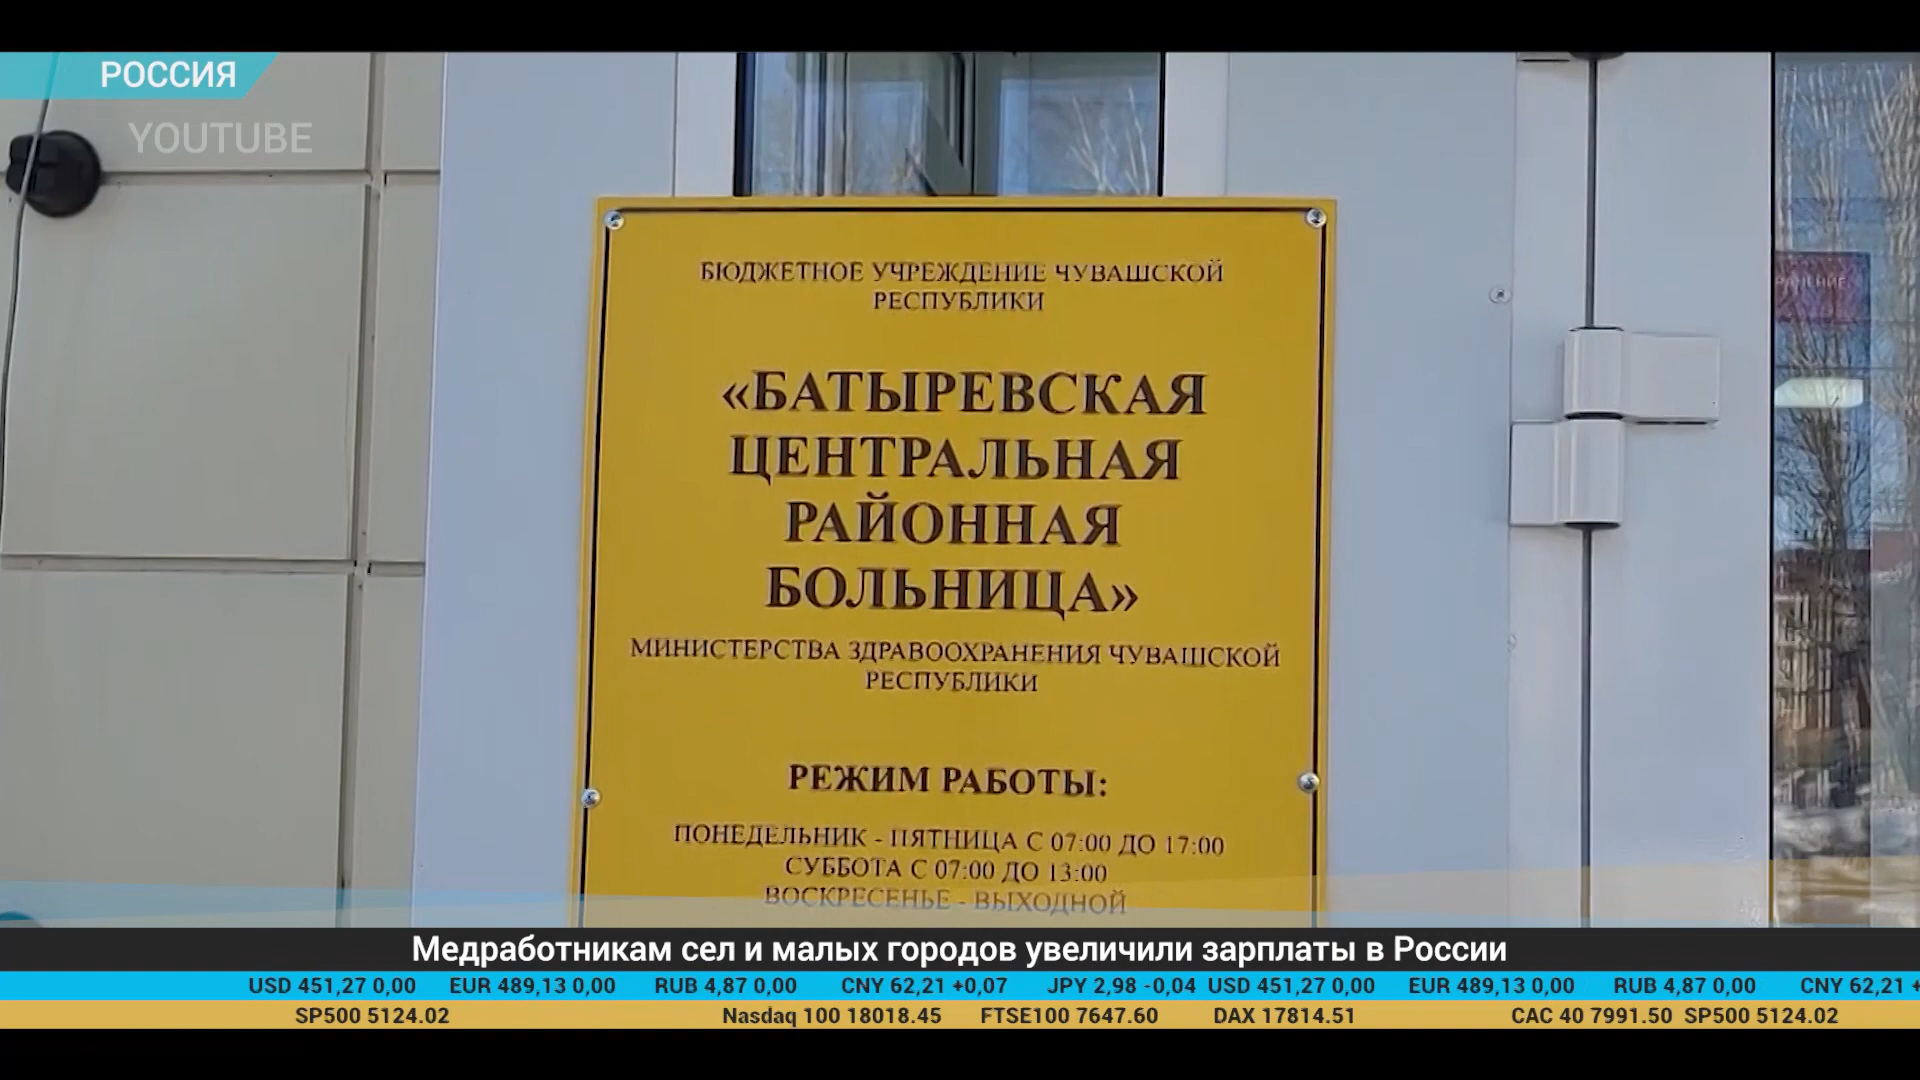 РОССИЯ
YOUTUBE
БЮДЖЕТНОЕ УЧРЕЖДЕНИЕ ЧУВАШСКОЙ
РЕСПУБЛИКИ
«БАТЫРЕВСКАЯ
ЦЕНТРАЛЬНАЯ
РАЙОННАЯ
БОЛЬНИЦА»
МИНИСТЕРСТВА ЗДРАВООХРАНЕНИЯ ЧУВАШСКОЙ
РЕСПУБЛИКИ
РЕЖИМ РАБОТЫ:
ПОНЕДЕЛЬНИК - ПЯТНИЦА С 07:00 ДО 17:00
СУББОТА С 07:00 ДО 13:00
ВОСКРЕСЕНЬЕ - ВЫХОДНОЙ
Медработникам сел и малых городов увеличили зарплаты в России
USD 451,27 0,00 EUR 489,13 0,00 RUB 4,87 0,00 CNY 62,21 +0,07 JPY 2,98 -0,04 USD 451,27 0,00 EUR 489,13 0,00 RUB 4,87 0,00 CNY 62,21 +
SP500 5124.02 Nasdaq 100 18018.45 FTSE100 7647.60 DAX 17814.51 CAC 40 7991.50 SP500 5124.02